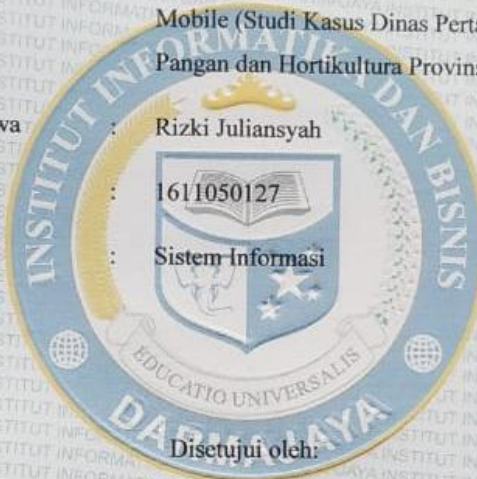 Mobile (Studi Kasus Dinas Perta
Pangan dan Hortikultura Provins
wa : Rizki Juliansyah
: 1611050127
: Sistem Informasi
INSTITUT INFORMATIKA DAN BISNIS
EDUCATIO UNIVERSALIS
DARMAJAYA
Disetujui oleh: